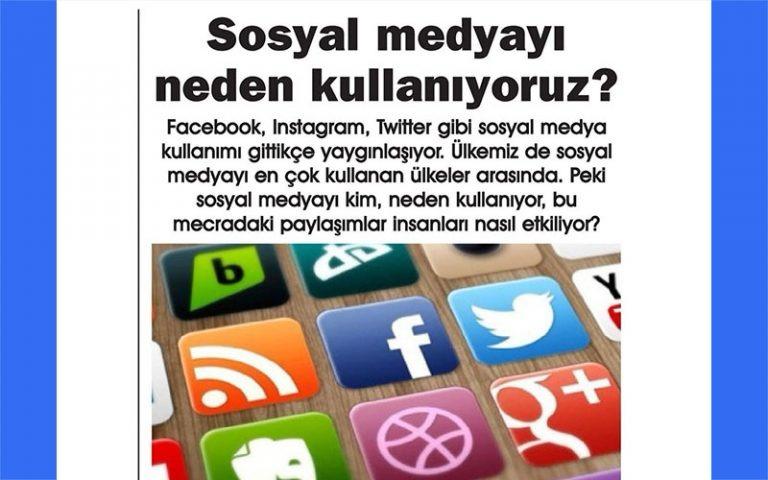 Sosyal medyayı
neden kullanıyoruz?
Facebook, Instagram, Twitter gibi sosyal medya
kullanımı gittikçe yaygınlaşıyor. Ülkemiz de sosyal
medyayı en çok kullanan ülkeler arasında. Peki
sosyal medyayı kim, neden kullanıyor, bu
mecradaki paylaşımlar insanları nasıl etkiliyor?
b
f
g+